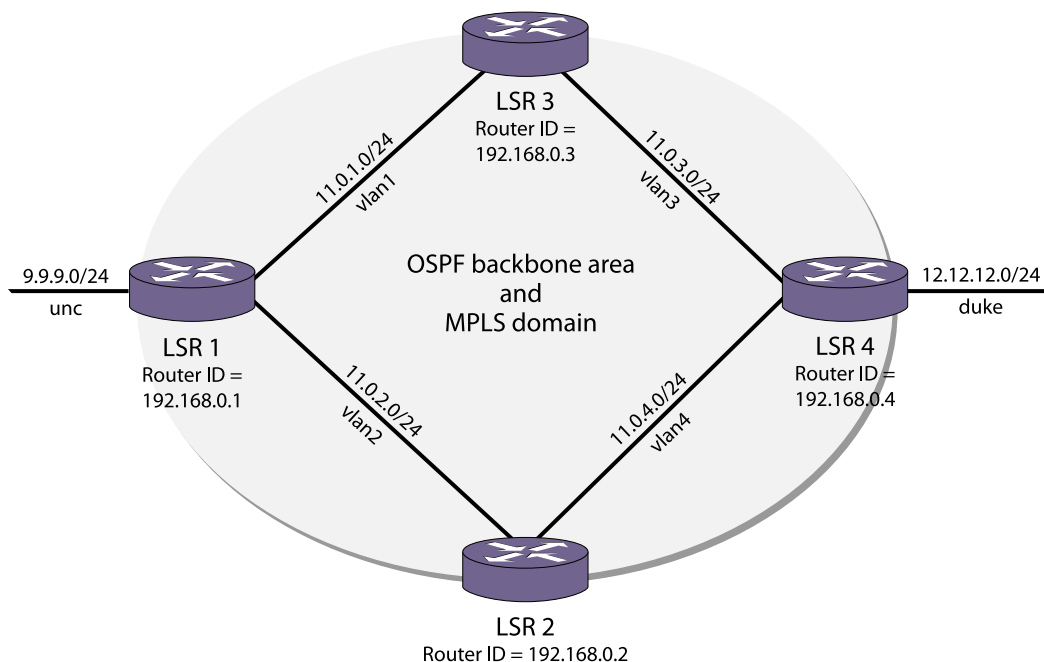 LSR 3
Router ID =
192.168.0.3
11.0.1.0/24
vlan1
11.0.3.0/24
vlan3
9.9.9.0/24
unc
OSPF backbone area
and
MPLS domain
12.12.12.0/24
duke
LSR 1
Router ID =
192.168.0.1
LSR 4
Router ID =
192.168.0.4
11.0.2.0/24
vlan2
11.0.4.0/24
vlan4
LSR 2
Router ID = 192.168.0.2